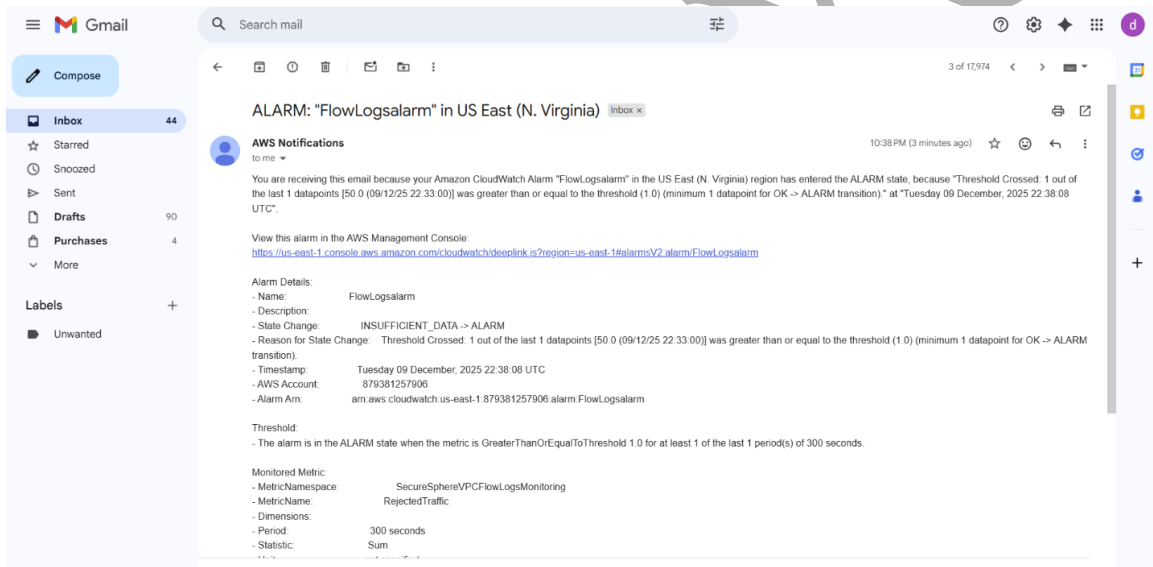 Gmail
Search mail
d
Compose
3 of 17,974
Inbox 44
Starred
Snoozed
Sent
Drafts 90
Purchases 4
More
Labels
Unwanted
ALARM: "FlowLogsalarm" in US East (N. Virginia) Inbox x
AWS Notifications 10:38 PM (3 minutes ago)
to me
You are receiving this email because your Amazon CloudWatch Alarm "FlowLogsalarm" in the US East (N. Virginia) region has entered the ALARM state, because "Threshold Crossed: 1 out of
the last 1 datapoints [50.0 (09/12/25 22:33:00)] was greater than or equal to the threshold (1.0) (minimum 1 datapoint for OK -> ALARM transition)." at "Tuesday 09 December, 2025 22:38:08
UTC".
View this alarm in the AWS Management Console:
https://us-east-1.console.aws.amazon.com/cloudwatch/deeplink.js?region=us-east-1#alarmsV2:alarm/FlowLogsalarm
Alarm Details:
- Name: FlowLogsalarm
- Description:
- State Change: INSUFFICIENT_DATA -> ALARM
- Reason for State Change: Threshold Crossed: 1 out of the last 1 datapoints [50.0 (09/12/25 22:33:00)] was greater than or equal to the threshold (1.0) (minimum 1 datapoint for OK -> ALARM
transition).
- Timestamp: Tuesday 09 December, 2025 22:38:08 UTC
- AWS Account: 879381257906
- Alarm Arn: arn:aws:cloudwatch:us-east-1:879381257906:alarm:FlowLogsalarm
Threshold:
- The alarm is in the ALARM state when the metric is GreaterThanOrEqualToThreshold 1.0 for at least 1 of the last 1 period(s) of 300 seconds.
Monitored Metric:
- MetricNamespace: SecureSphereVPCFlowLogsMonitoring
- MetricName: RejectedTraffic
- Dimensions:
- Period: 300 seconds
- Statistic: Sum